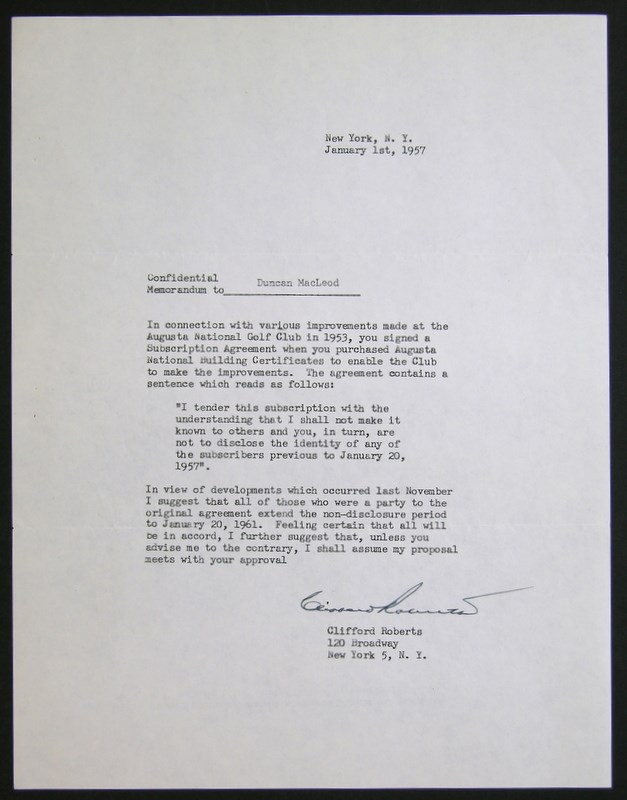 New York, N. Y.
January 1st, 1957
Confidential
Memorandum to Duncan MacLeod
In connection with various improvements made at the
Augusta National Golf Club in 1953, you signed a
Subscription Agreement when you purchased Augusta
National Building Certificates to enable the Club
to make the improvements. The agreement contains a
sentence which reads as follows:
"I tender this subscription with the
understanding that I shall not make it
known to others and you, in turn, are
not to disclose the identity of any of
the subscribers previous to January 20,
1957".
In view of developments which occurred last November
I suggest that all of those who were a party to the
original agreement extend the non-disclosure period
to January 20, 1961. Feeling certain that all will
be in accord, I further suggest that, unless you
advise me to the contrary, I shall assume my proposal
meets with your approval
Clifford Roberts
Clifford Roberts
120 Broadway
New York 5, N. Y.